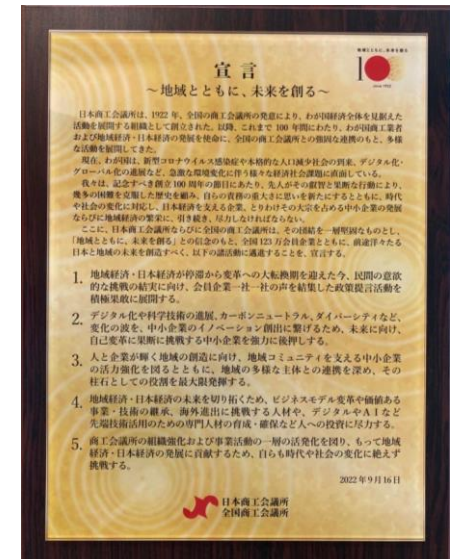 地域とともに、未来を創る
100
since 1922
宣言
～地域とともに、未来を創る～
日本商工会議所は、1922 年、全国の商工会議所の発意により、わが国経済全体を見据えた
活動を展開する組織として創立された。以降、これまで 100 年間にわたり、わが国商工業者
および地域経済・日本経済の発展を使命に、全国の商工会議所との強固な連携のもと、多様
な活動を展開してきた。
現在、わが国は、新型コロナウイルス感染症や本格的な人口減少社会の到来、デジタル化・
グローバル化の進展など、急激な環境変化に伴う様々な経済社会課題に直面している。
我々は、記念すべき創立 100 周年の節目にあたり、先人がその叡智と果断な行動により、
幾多の困難を克服した歴史を顧み、自らの責務の重大さに思いを新たにするとともに、時代
や社会の変化に対応し、日本経済を支える企業、とりわけその大宗を占める中小企業の発展
ならびに地域経済の繁栄に、引き続き、尽力しなければならない。
ここに、日本商工会議所ならびに全国の商工会議所は、その団結を一層堅固なものとし、
「地域とともに、未来を創る」との信念のもと、全国 123 万会員企業とともに、前途洋々たる
日本と地域の未来を創造すべく、以下の諸活動に邁進することを、宣言する。
1. 地域経済・日本経済が停滞から変革への大転換期を迎えた今、民間の意欲
的な挑戦の結実に向け、会員企業一社一社の声を結集した政策提言活動を
積極果敢に展開する。
2. デジタル化や科学技術の進展、カーボンニュートラル、ダイバーシティなど、
変化の波を、中小企業のイノベーション創出に繋げるため、未来に向け、
自己変革に果敢に挑戦する中小企業を強力に後押しする。
3. 人と企業が輝く地域の創造に向け、地域コミュニティを支える中小企業
の活力強化を図るとともに、地域の多様な主体との連携を深め、その
柱石としての役割を最大限発揮する。
4. 地域経済・日本経済の未来を切り拓くため、ビジネスモデル変革や価値ある
事業・技術の継承、海外進出に挑戦する人材や、デジタルやAIなど
先端技術活用のための専門人材の育成・確保など人への投資に尽力する。
5. 商工会議所の組織強化および事業活動の一層の活発化を図り、もって地域
経済・日本経済の発展に貢献するため、自らも時代や社会の変化に絶えず
挑戦する。
2022 年 9 月 16 日
日本商工会議所
全国商工会議所